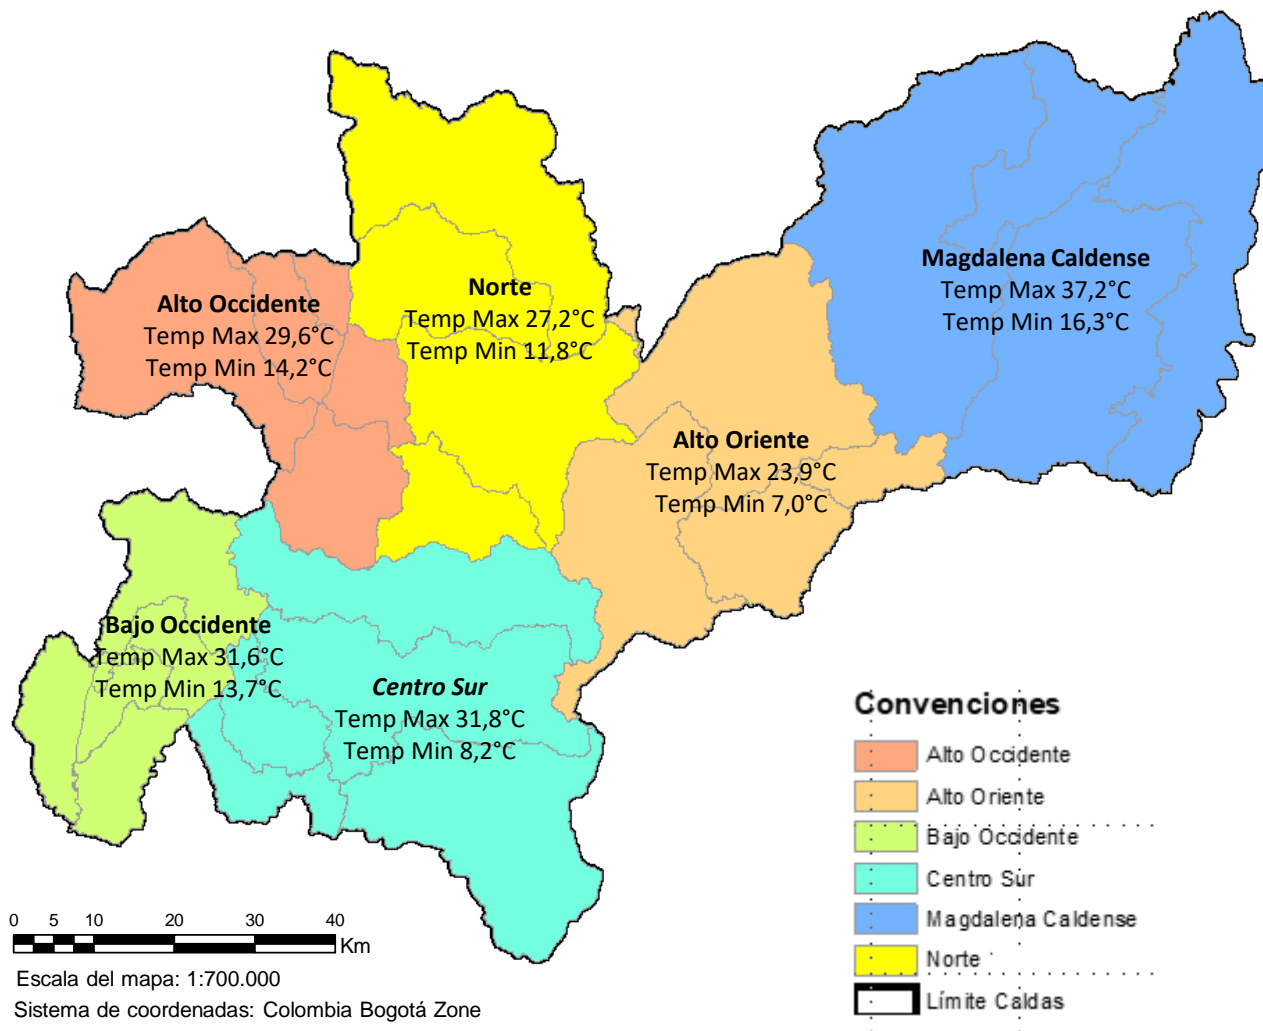 Magdalena Caldense
Temp Max 37,2°C
Temp Min 16,3°C
Norte
Temp Max 27,2°C
Temp Min 11,8°C
Alto Occidente
Temp Max 29,6°C
Temp Min 14,2°C
Alto Oriente
Temp Max 23,9°C
Temp Min 7,0°C
Bajo Occidente
Temp Max 31,6°C
Temp Min 13,7°C
Centro Sur
Temp Max 31,8°C
Temp Min 8,2°C
Convenciones
Alto Occidente
Alto Oriente
Bajo Occidente
Centro Sur
Magdalena Caldense
Norte
Límite Caldas
0 5 10 20 30 40
Km
Escala del mapa: 1:700.000
Sistema de coordenadas: Colombia Bogotá Zone